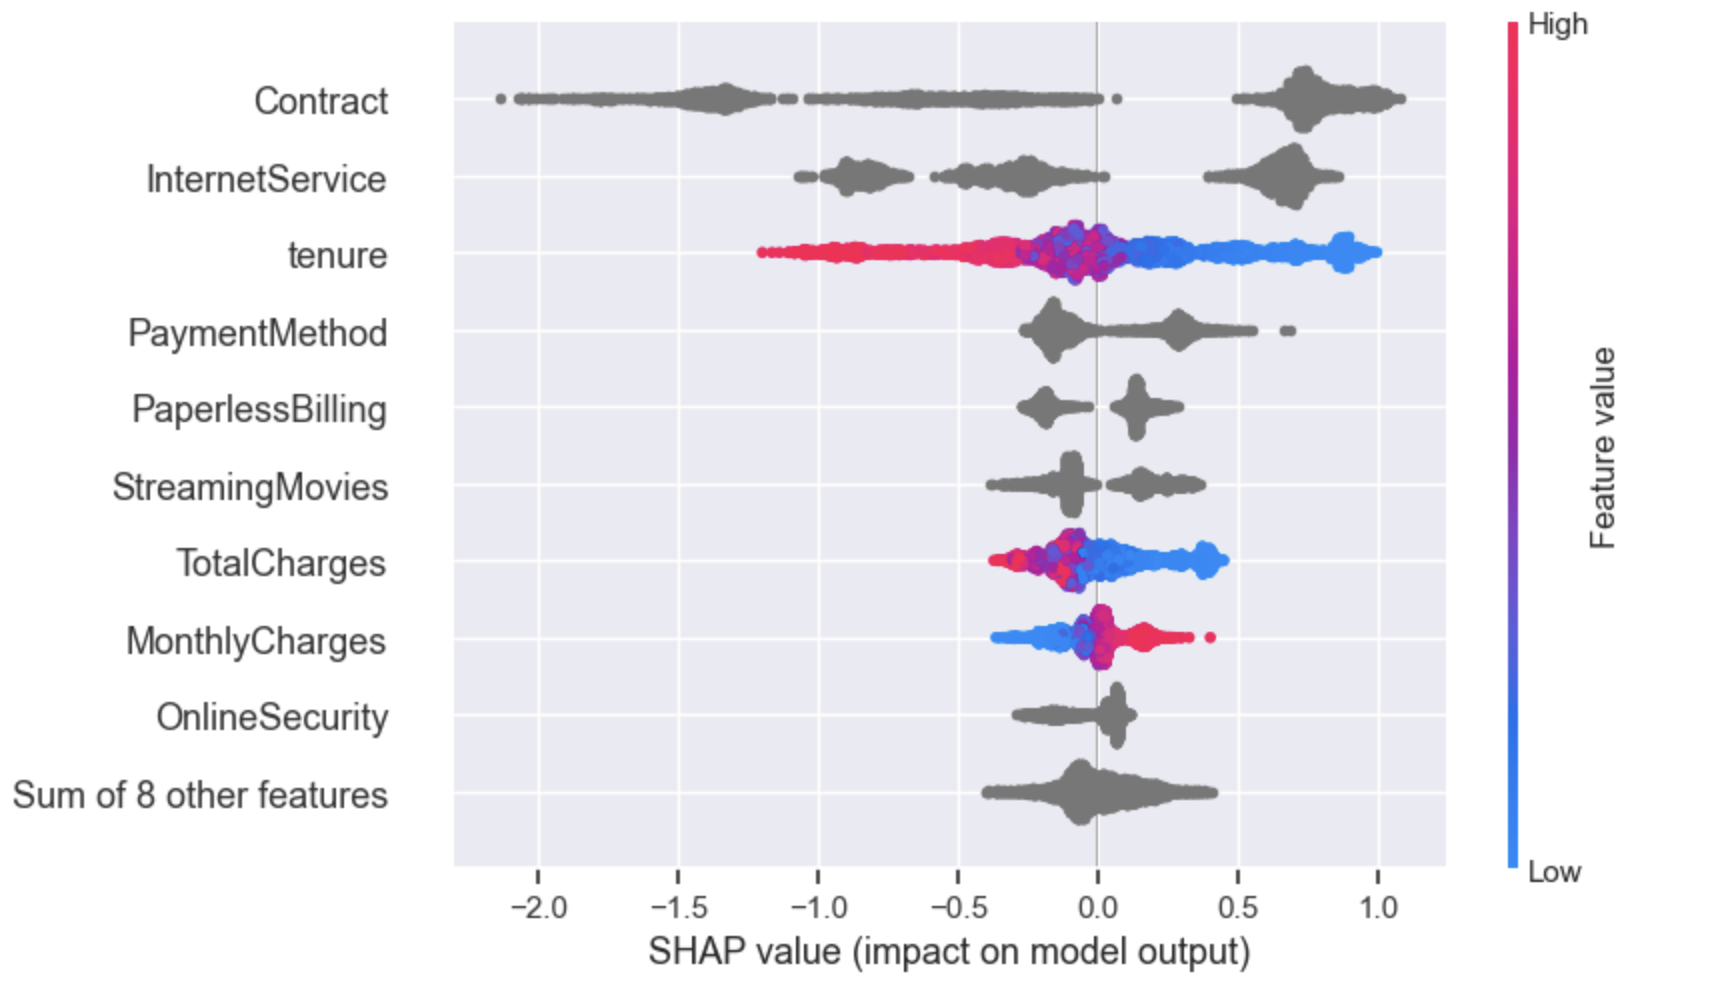 High
Contract
InternetService
tenure
PaymentMethod
PaperlessBilling
StreamingMovies
TotalCharges
MonthlyCharges
OnlineSecurity
Sum of 8 other features
Feature value
Low
−2.0 −1.5 −1.0 −0.5 0.0 0.5 1.0
SHAP value (impact on model output)